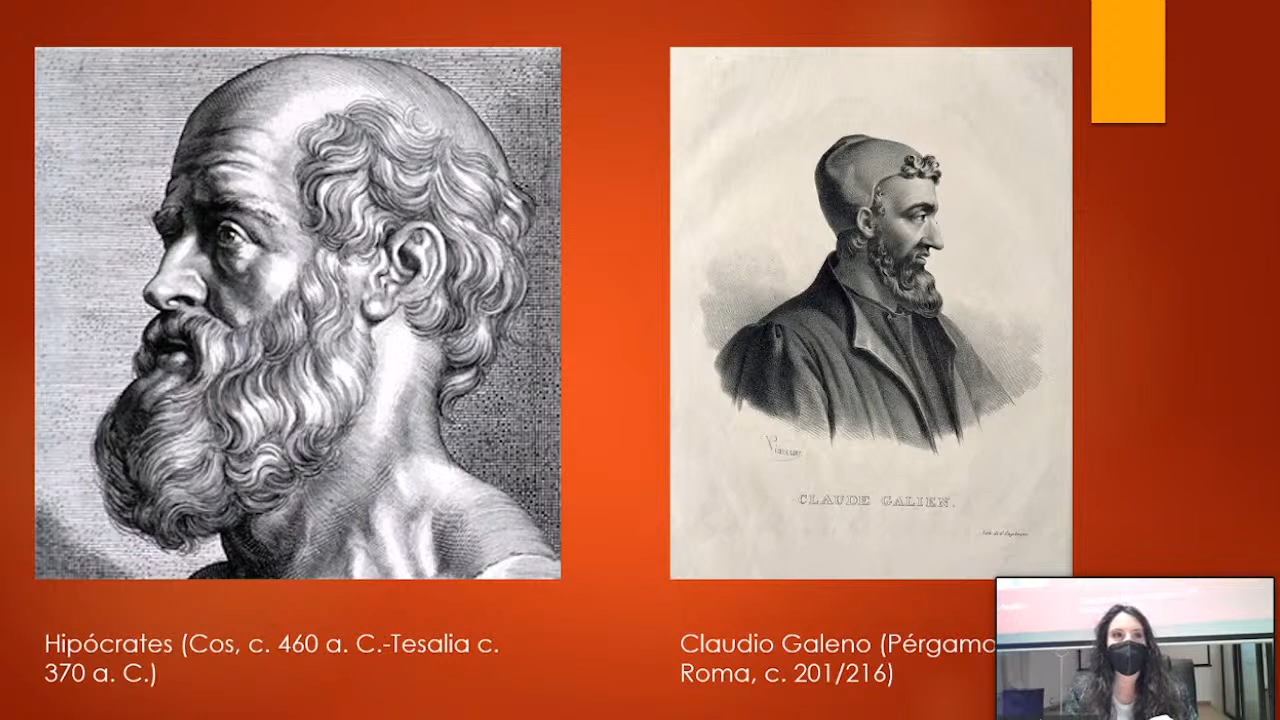 CLAUDE GALIEN.
Hipócrates (Cos, c. 460 a. C.-Tesalia c.
370 a. C.)
Claudio Galeno (Pérgamo
Roma, c. 201/216)